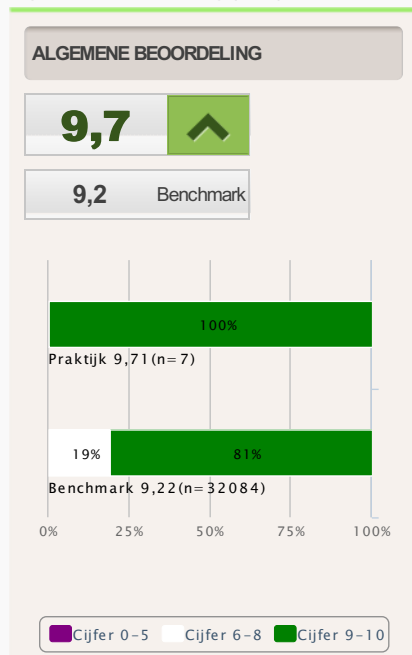 ALGEMENE BEOORDELING
9,7
9,2 Benchmark
100%
Praktijk 9,71(n=7)
19% 81%
Benchmark 9,22(n=32084)
0% 25% 50% 75% 100%
Cijfer 0-5 Cijfer 6-8 Cijfer 9-10